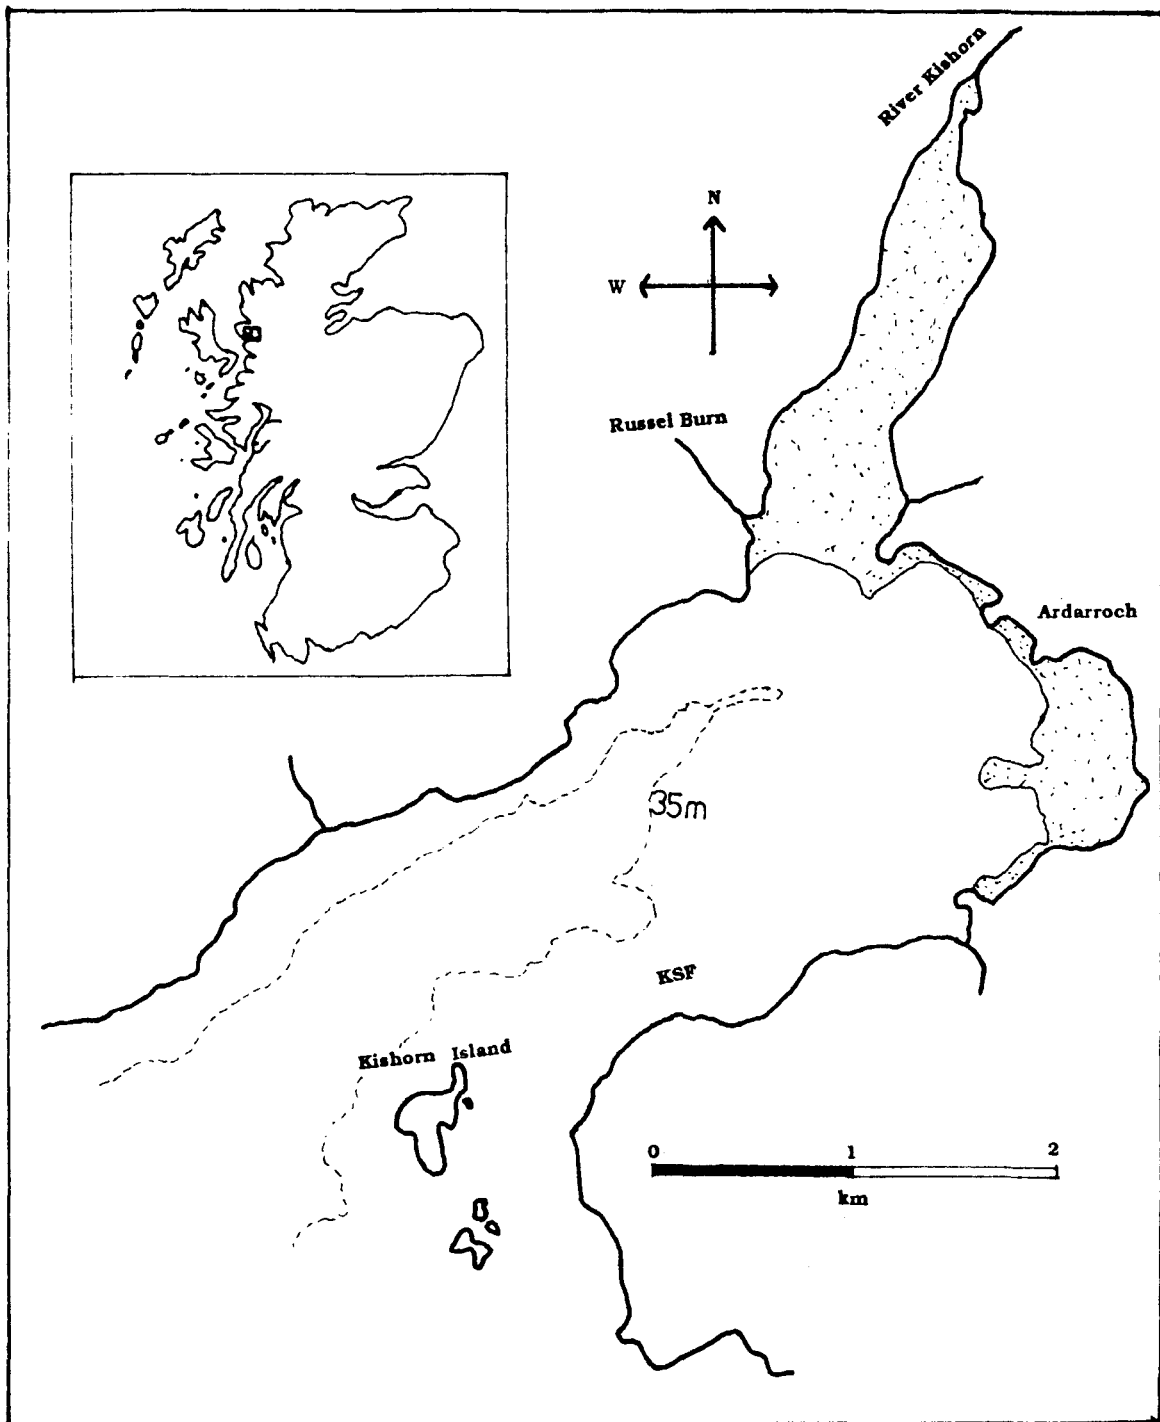 River Kishorn
N
W
Russel Burn
Ardarroch
35m
KSF
Kishorn Island
0 1 2
km